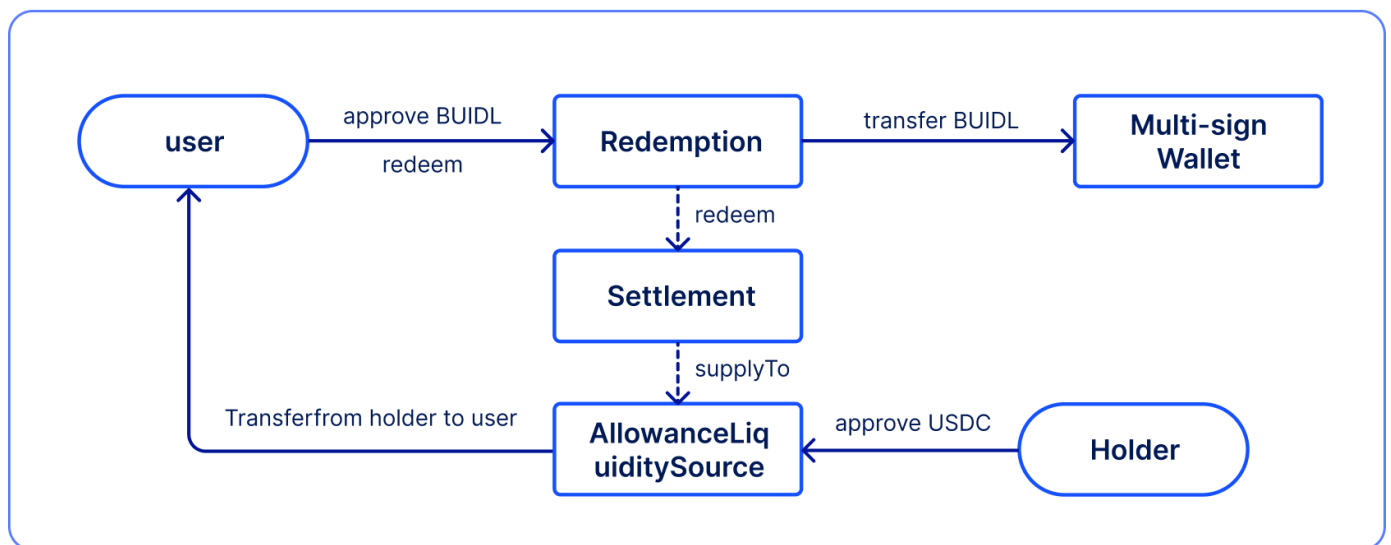 approve BUIDL
transfer BUIDL
user
Redemption
Multi-sign
Wallet
redeem
redeem
Settlement
supplyTo
Transferfrom holder to user
AllowanceLiq
uiditySource
approve USDC
Holder